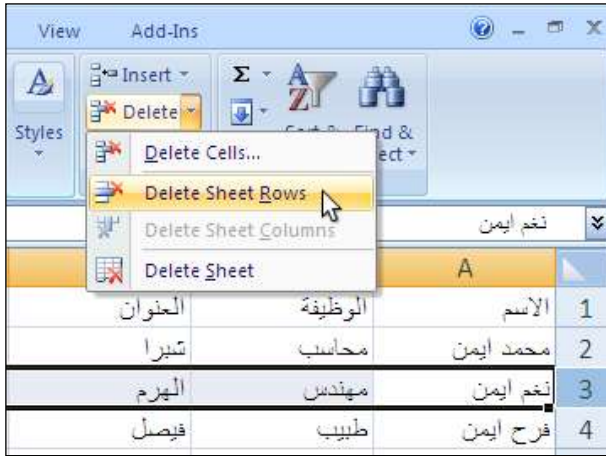 View Add-Ins
Insert Σ
Delete
Styles
Delete Cells...
Delete Sheet Rows
Delete Sheet Columns
Delete Sheet
نغم ايمن
A
1 الاسم الوظيفة العنوان
2 محمد ايمن محاسب شبرا
3 نغم ايمن مهندس الهرم
4 فرح ايمن طبيب فيصل